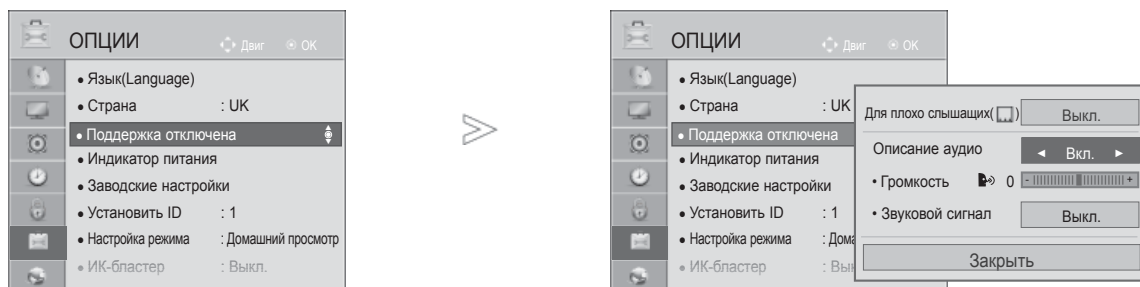 ОПЦИИ
Двиг OK
• Язык(Language)
• Страна : UK
• Поддержка отключена
• Индикатор питания
• Заводские настройки
• Установить ID : 1
• Настройка режима : Домашний просмотр
• ИК-бластер : Выкл.
ОПЦИИ
Двиг OK
• Язык(Language)
• Страна : UK
• Поддержка отключена
• Индикатор питания
• Заводские настройки
• Установить ID : 1
• Настройка режима : Дома
• ИК-бластер : Вык
Для плохо слышащих( ) Выкл.
Описание аудио ◄ Вкл. ►
• Громкость 0 - +
• Звуковой сигнал Выкл.
Закрыть